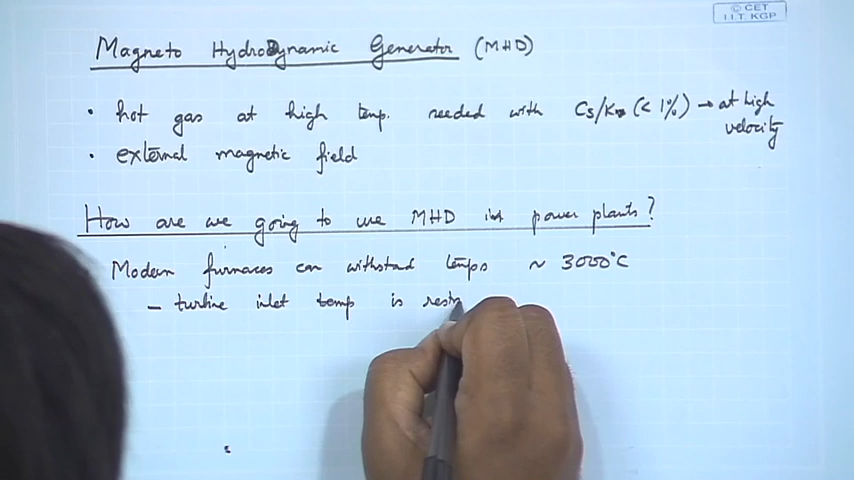 © CET
I.I.T. KGP
Magneto HydroDynamic Generator (MHD)
• hot gas at high temp. needed with Cs/K (< 1%) → at high velocity
• external magnetic field
How are we going to use MHD in power plants?
Modern furnaces can withstand temps ~ 3000°C
- turbine inlet temp is restr